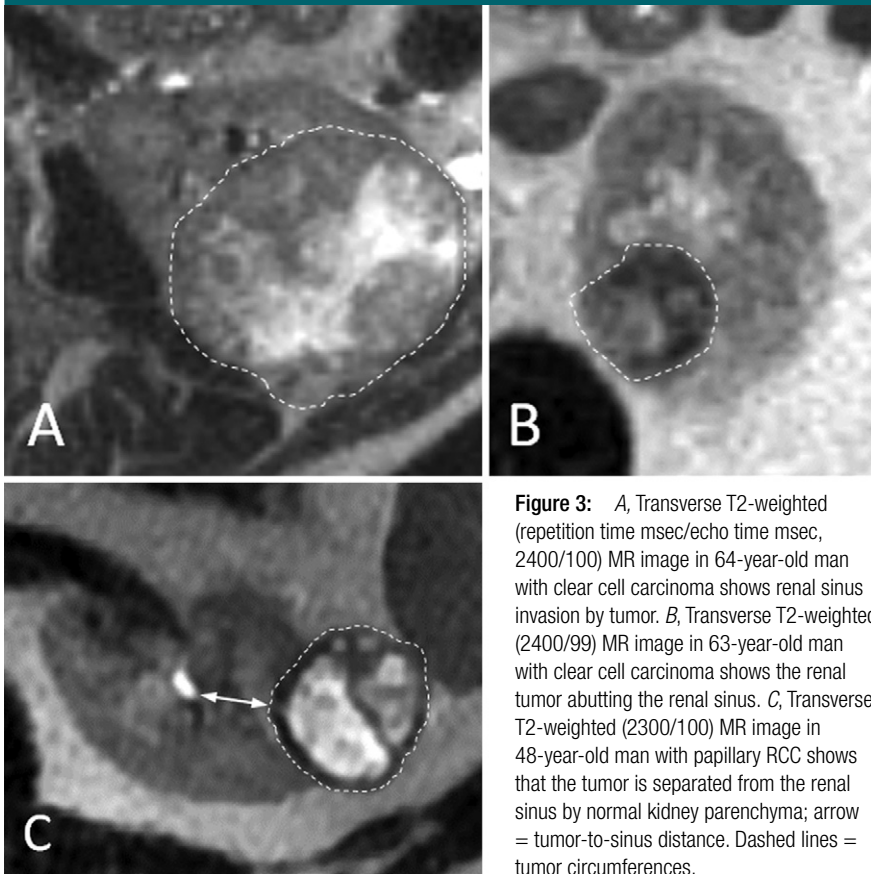 A
B
C
Figure 3: A, Transverse T2-weighted
(repetition time msec/echo time msec,
2400/100) MR image in 64-year-old man
with clear cell carcinoma shows renal sinus
invasion by tumor. B, Transverse T2-weighted
(2400/99) MR image in 63-year-old man
with clear cell carcinoma shows the renal
tumor abutting the renal sinus. C, Transverse
T2-weighted (2300/100) MR image in
48-year-old man with papillary RCC shows
that the tumor is separated from the renal
sinus by normal kidney parenchyma; arrow
= tumor-to-sinus distance. Dashed lines =
tumor circumferences.